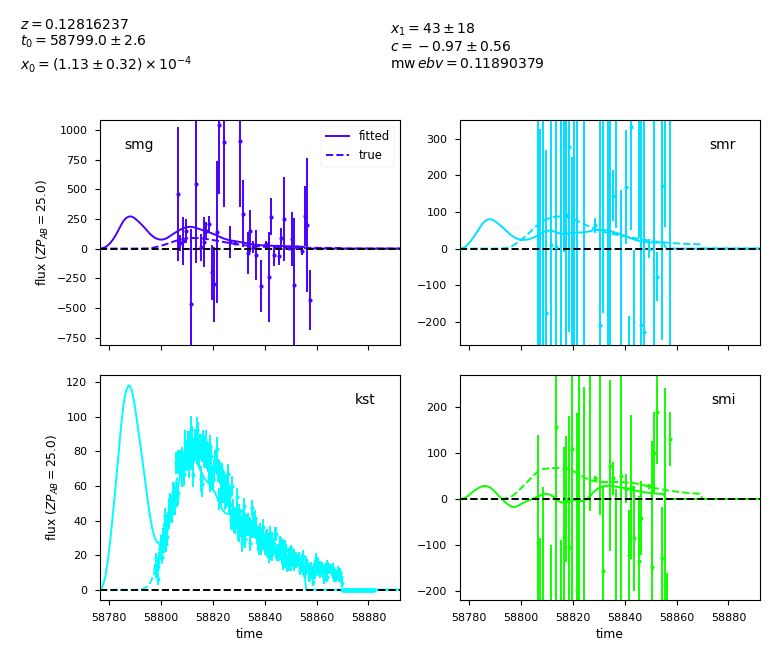 z = 0.12816237
t₀ = 58799.0 ± 2.6
x₀ = (1.13 ± 0.32) × 10⁻⁴
x₁ = 43 ± 18
c = −0.97 ± 0.56
mw ebv = 0.11890379
smg
fitted
true
1000
750
500
250
0
−250
−500
−750
flux (ZP_AB = 25.0)
smr
300
200
100
0
−100
−200
kst
120
100
80
60
40
20
0
flux (ZP_AB = 25.0)
58780 58800 58820 58840 58860 58880
time
smi
200
100
0
−100
−200
58780 58800 58820 58840 58860 58880
time